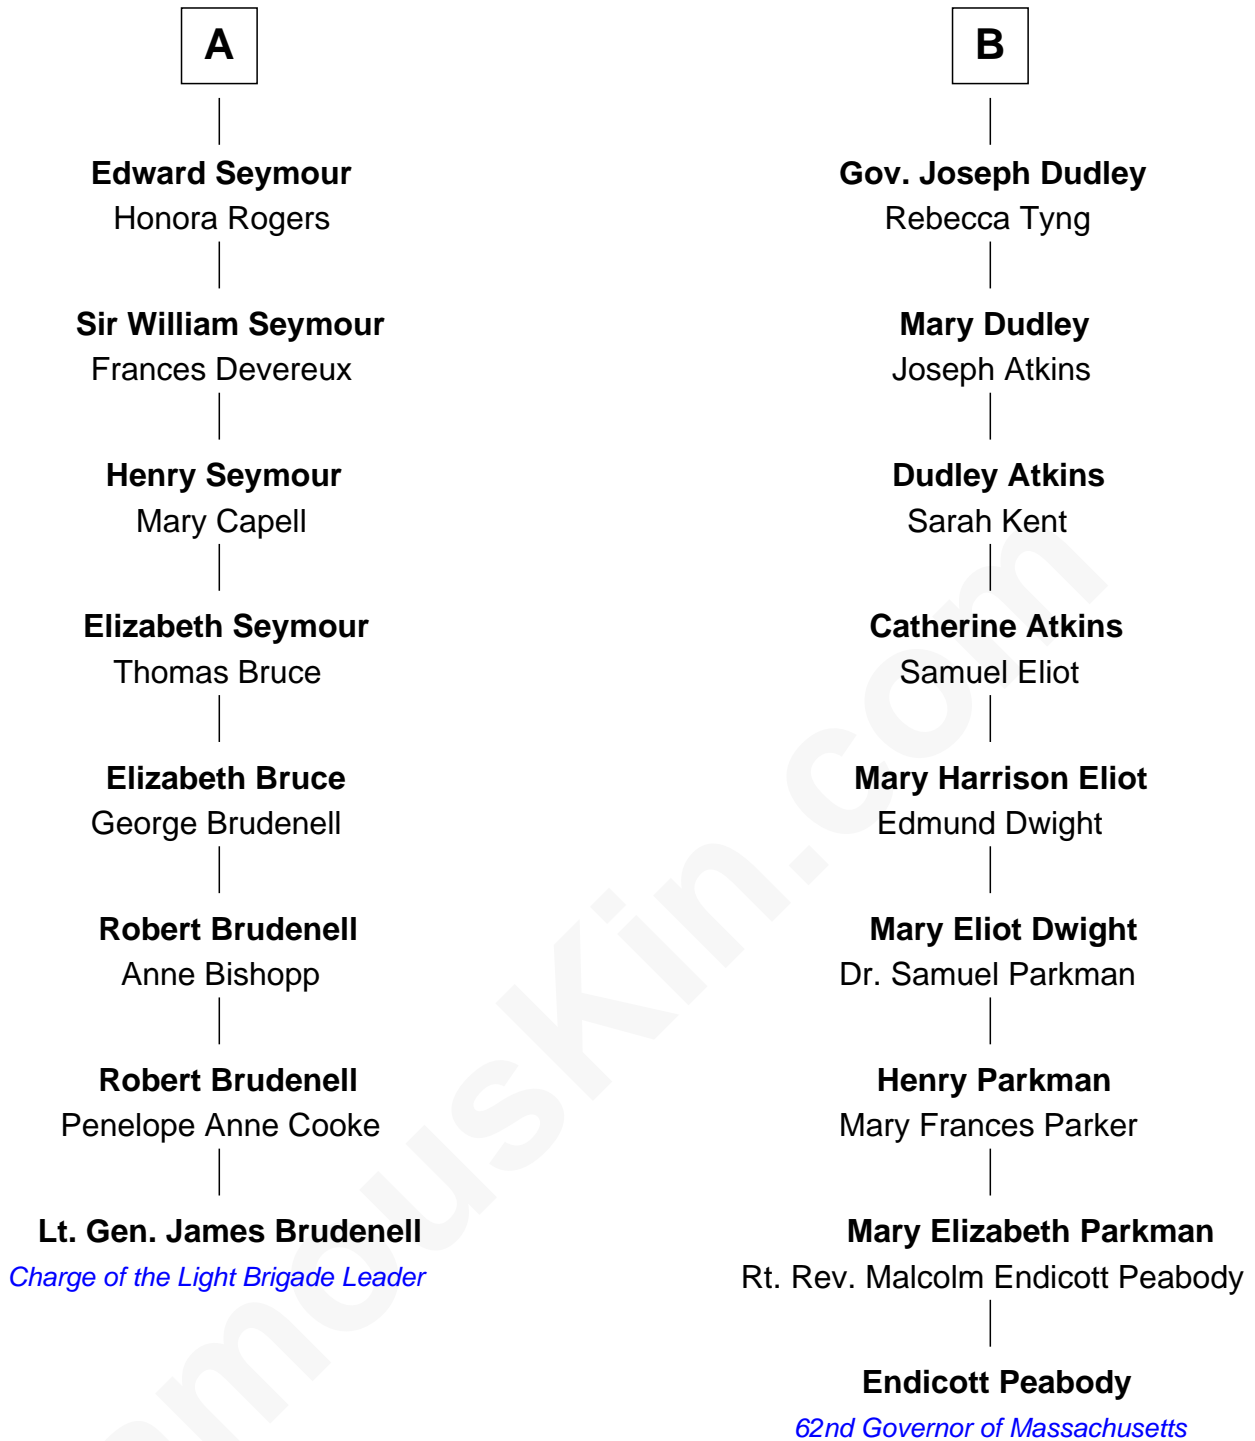 A
Edward Seymour
Honora Rogers
Sir William Seymour
Frances Devereux
Henry Seymour
Mary Capell
Elizabeth Seymour
Thomas Bruce
Elizabeth Bruce
George Brudenell
Robert Brudenell
Anne Bishopp
Robert Brudenell
Penelope Anne Cooke
Lt. Gen. James Brudenell
Charge of the Light Brigade Leader
B
Gov. Joseph Dudley
Rebecca Tyng
Mary Dudley
Joseph Atkins
Dudley Atkins
Sarah Kent
Catherine Atkins
Samuel Eliot
Mary Harrison Eliot
Edmund Dwight
Mary Eliot Dwight
Dr. Samuel Parkman
Henry Parkman
Mary Frances Parker
Mary Elizabeth Parkman
Rt. Rev. Malcolm Endicott Peabody
Endicott Peabody
62nd Governor of Massachusetts
amousKin.com